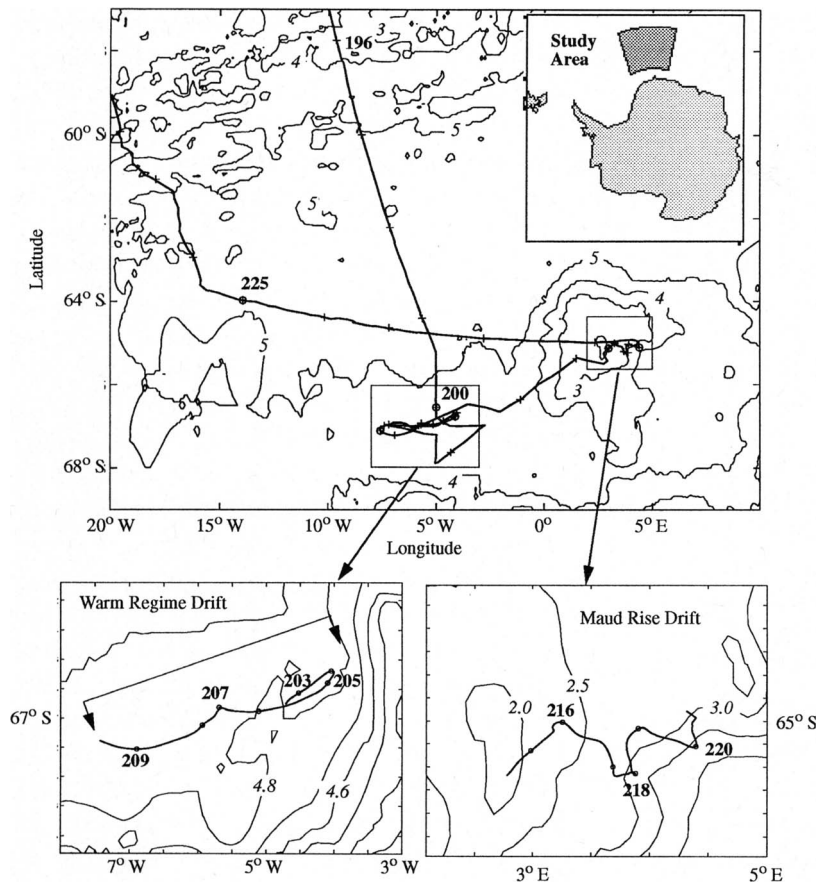 196
3
4
5
Study
Area
60° S
5
62° S
225
64° S
5
4
5
3
200
68° S
4
Latitude
20° W
15° W
10° W
5° W
0°
5° E
Longitude
Warm Regime Drift
203
205
207
67° S
209
4.8
4.6
7° W
5° W
3° W
Maud Rise Drift
2.0
2.5
216
3.0
220
218
65° S
3° E
5° E